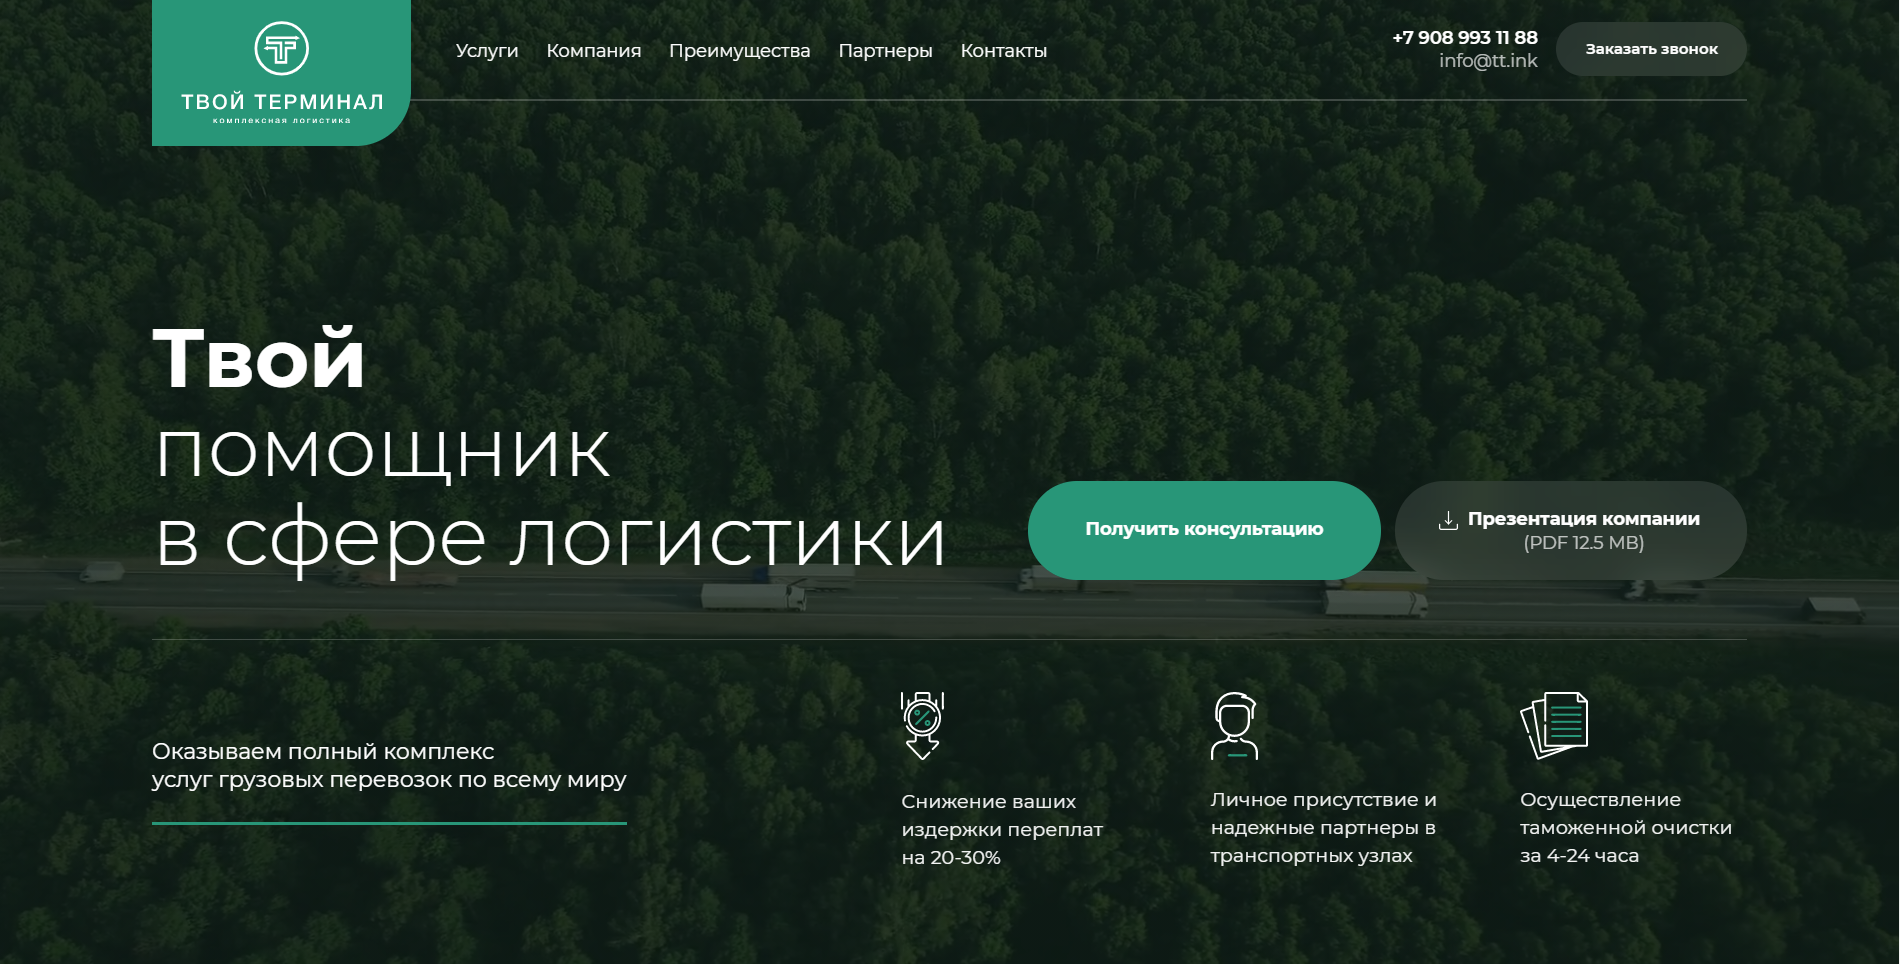 ТВОЙ ТЕРМИНАЛ
комплексная логистика
Услуги Компания Преимущества Партнеры Контакты
+7 908 993 11 88
info@tt.ink
Заказать звонок
Твой
помощник
в сфере логистики
Получить консультацию
Презентация компании
(PDF 12.5 MB)
Оказываем полный комплекс
услуг грузовых перевозок по всему миру
Снижение ваших
издержки переплат
на 20-30%
Личное присутствие и
надежные партнеры в
транспортных узлах
Осуществление
таможенной очистки
за 4-24 часа